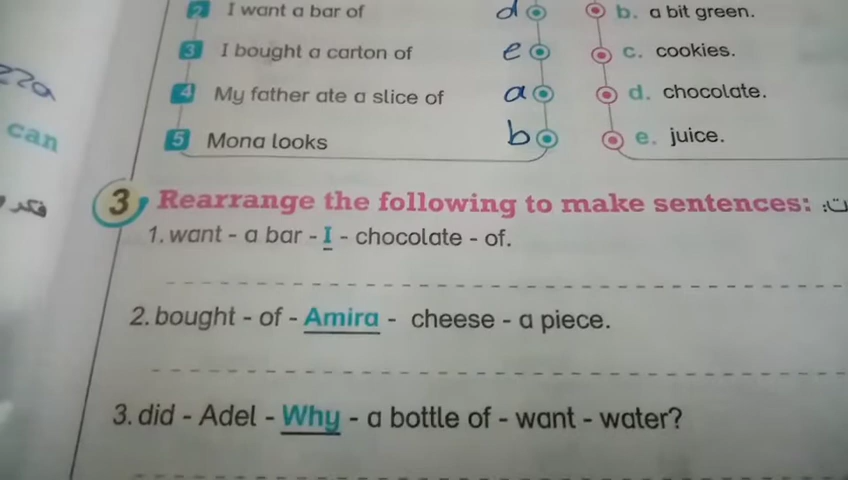 2 I want a bar of d b. a bit green.
3 I bought a carton of e c. cookies.
4 My father ate a slice of a d. chocolate.
5 Mona looks b e. juice.
can
فكر
3 Rearrange the following to make sentences:
1. want - a bar - I - chocolate - of.
2. bought - of - Amira - cheese - a piece.
3. did - Adel - Why - a bottle of - want - water?